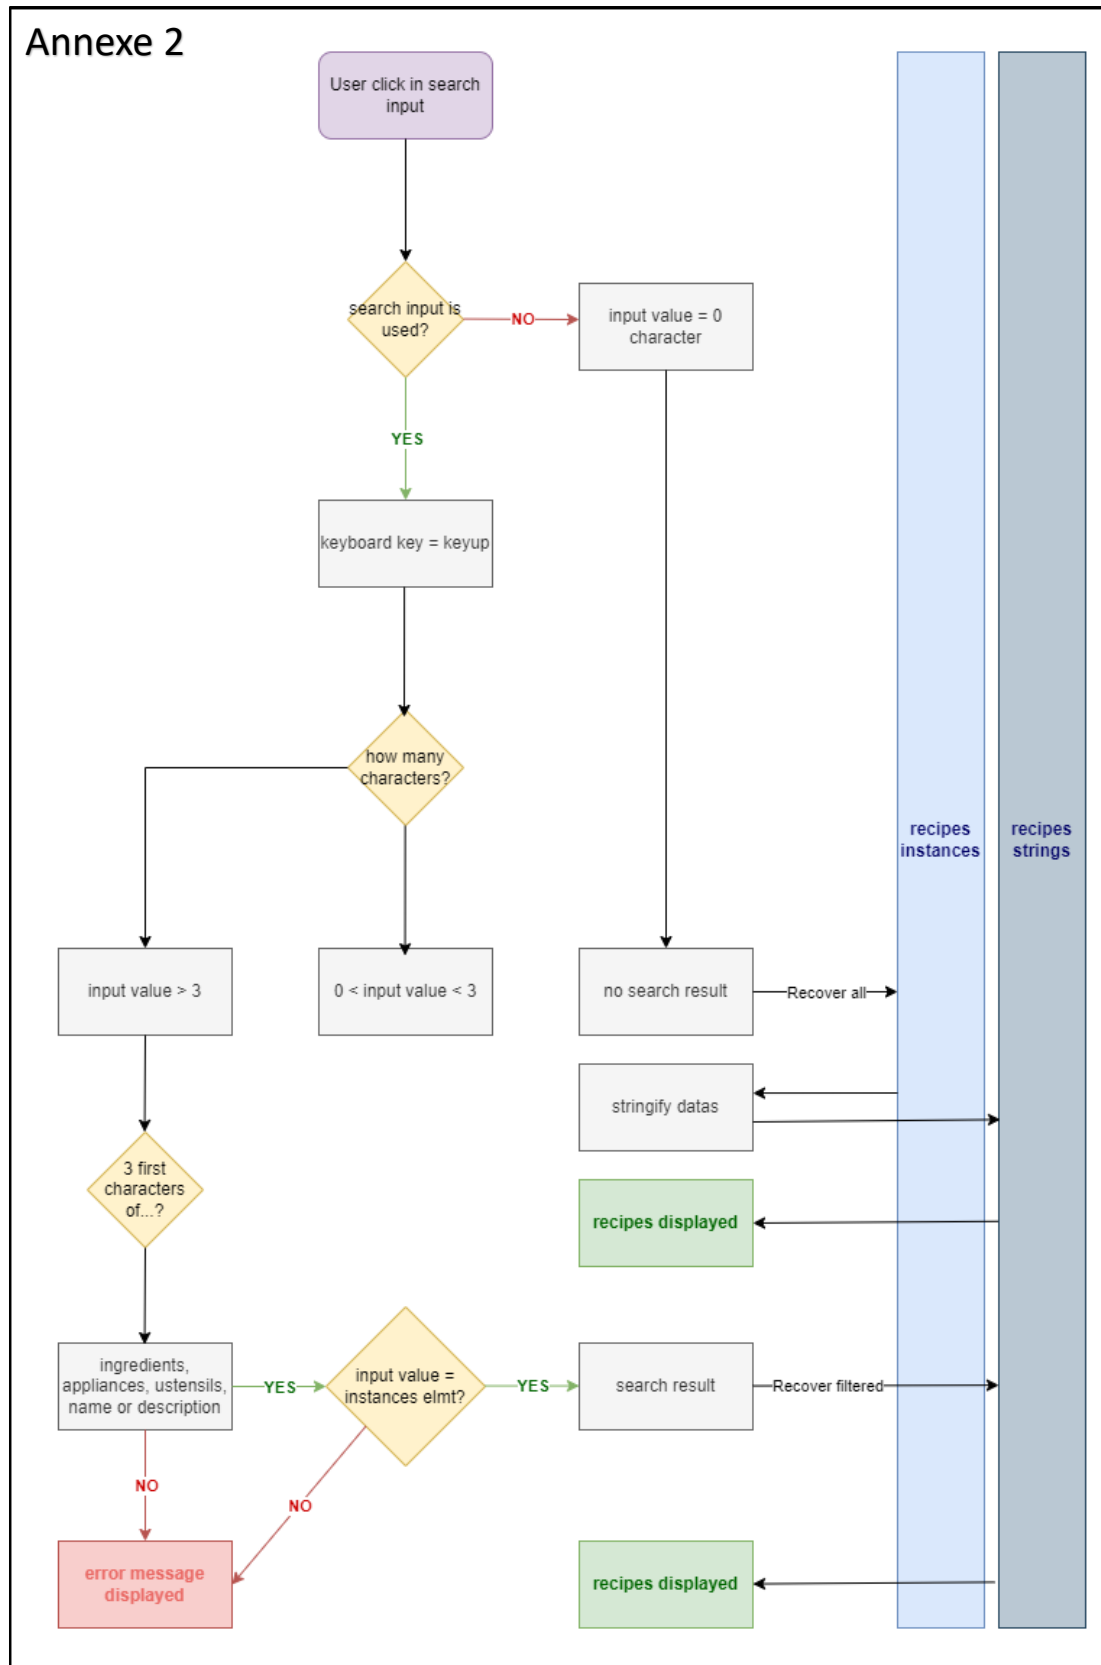 Annexe 2
User click in search
input
search input is
used?
NO
input value = 0
character
YES
keyboard key = keyup
how many
characters?
recipes
instances
recipes
strings
input value > 3
0 < input value < 3
no search result
Recover all
stringify datas
3 first
characters
of...?
recipes displayed
ingredients,
appliances, ustensils,
name or description
YES
input value =
instances elmt?
YES
search result
Recover filtered
NO
NO
error message
displayed
recipes displayed